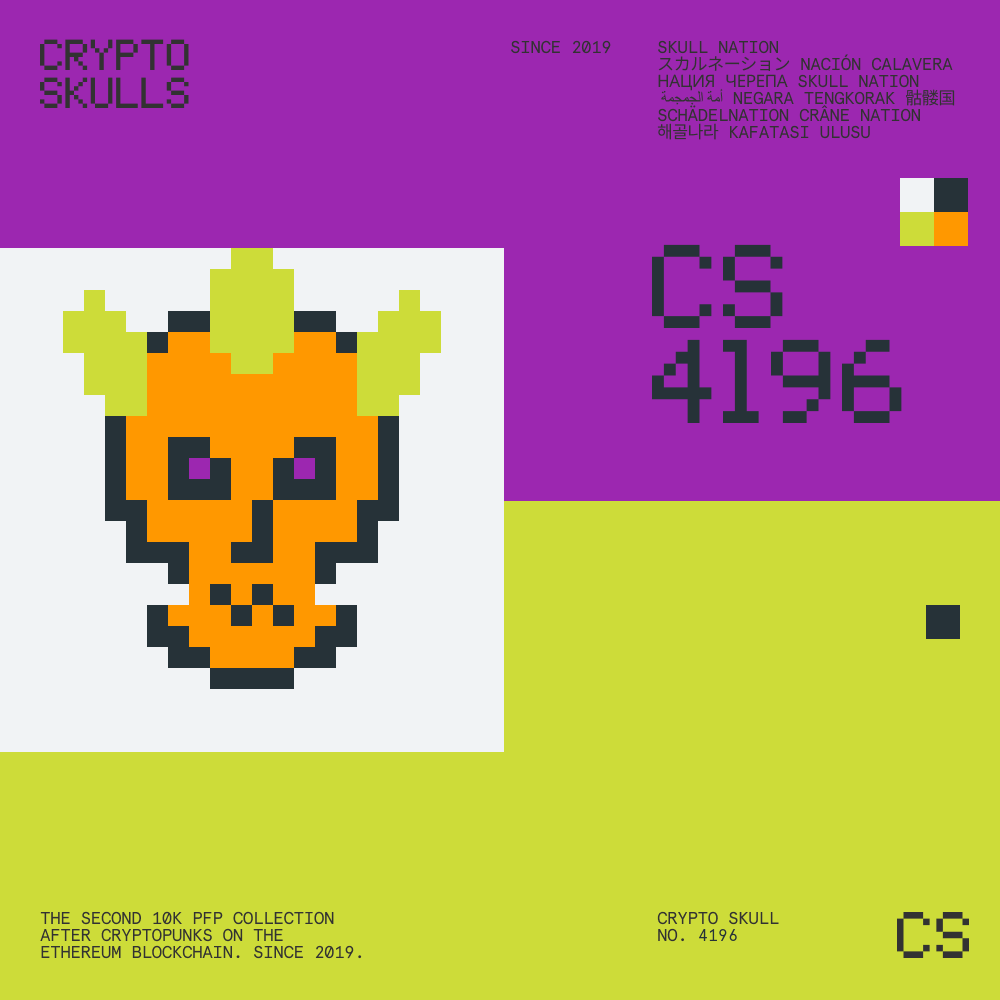 CRYPTO
SKULLS
SINCE 2019
SKULL NATION
スカルネーション NACIÓN CALAVERA
НАЦИЯ ЧЕРЕПА SKULL NATION
أمة الجمجمة NEGARA TENGKORAK 骷髅国
SCHÄDELNATION CRÂNE NATION
해골나라 KAFATASI ULUSU
CS
4196
THE SECOND 10K PFP COLLECTION
AFTER CRYPTOPUNKS ON THE
ETHEREUM BLOCKCHAIN. SINCE 2019.
CRYPTO SKULL
NO. 4196
CS